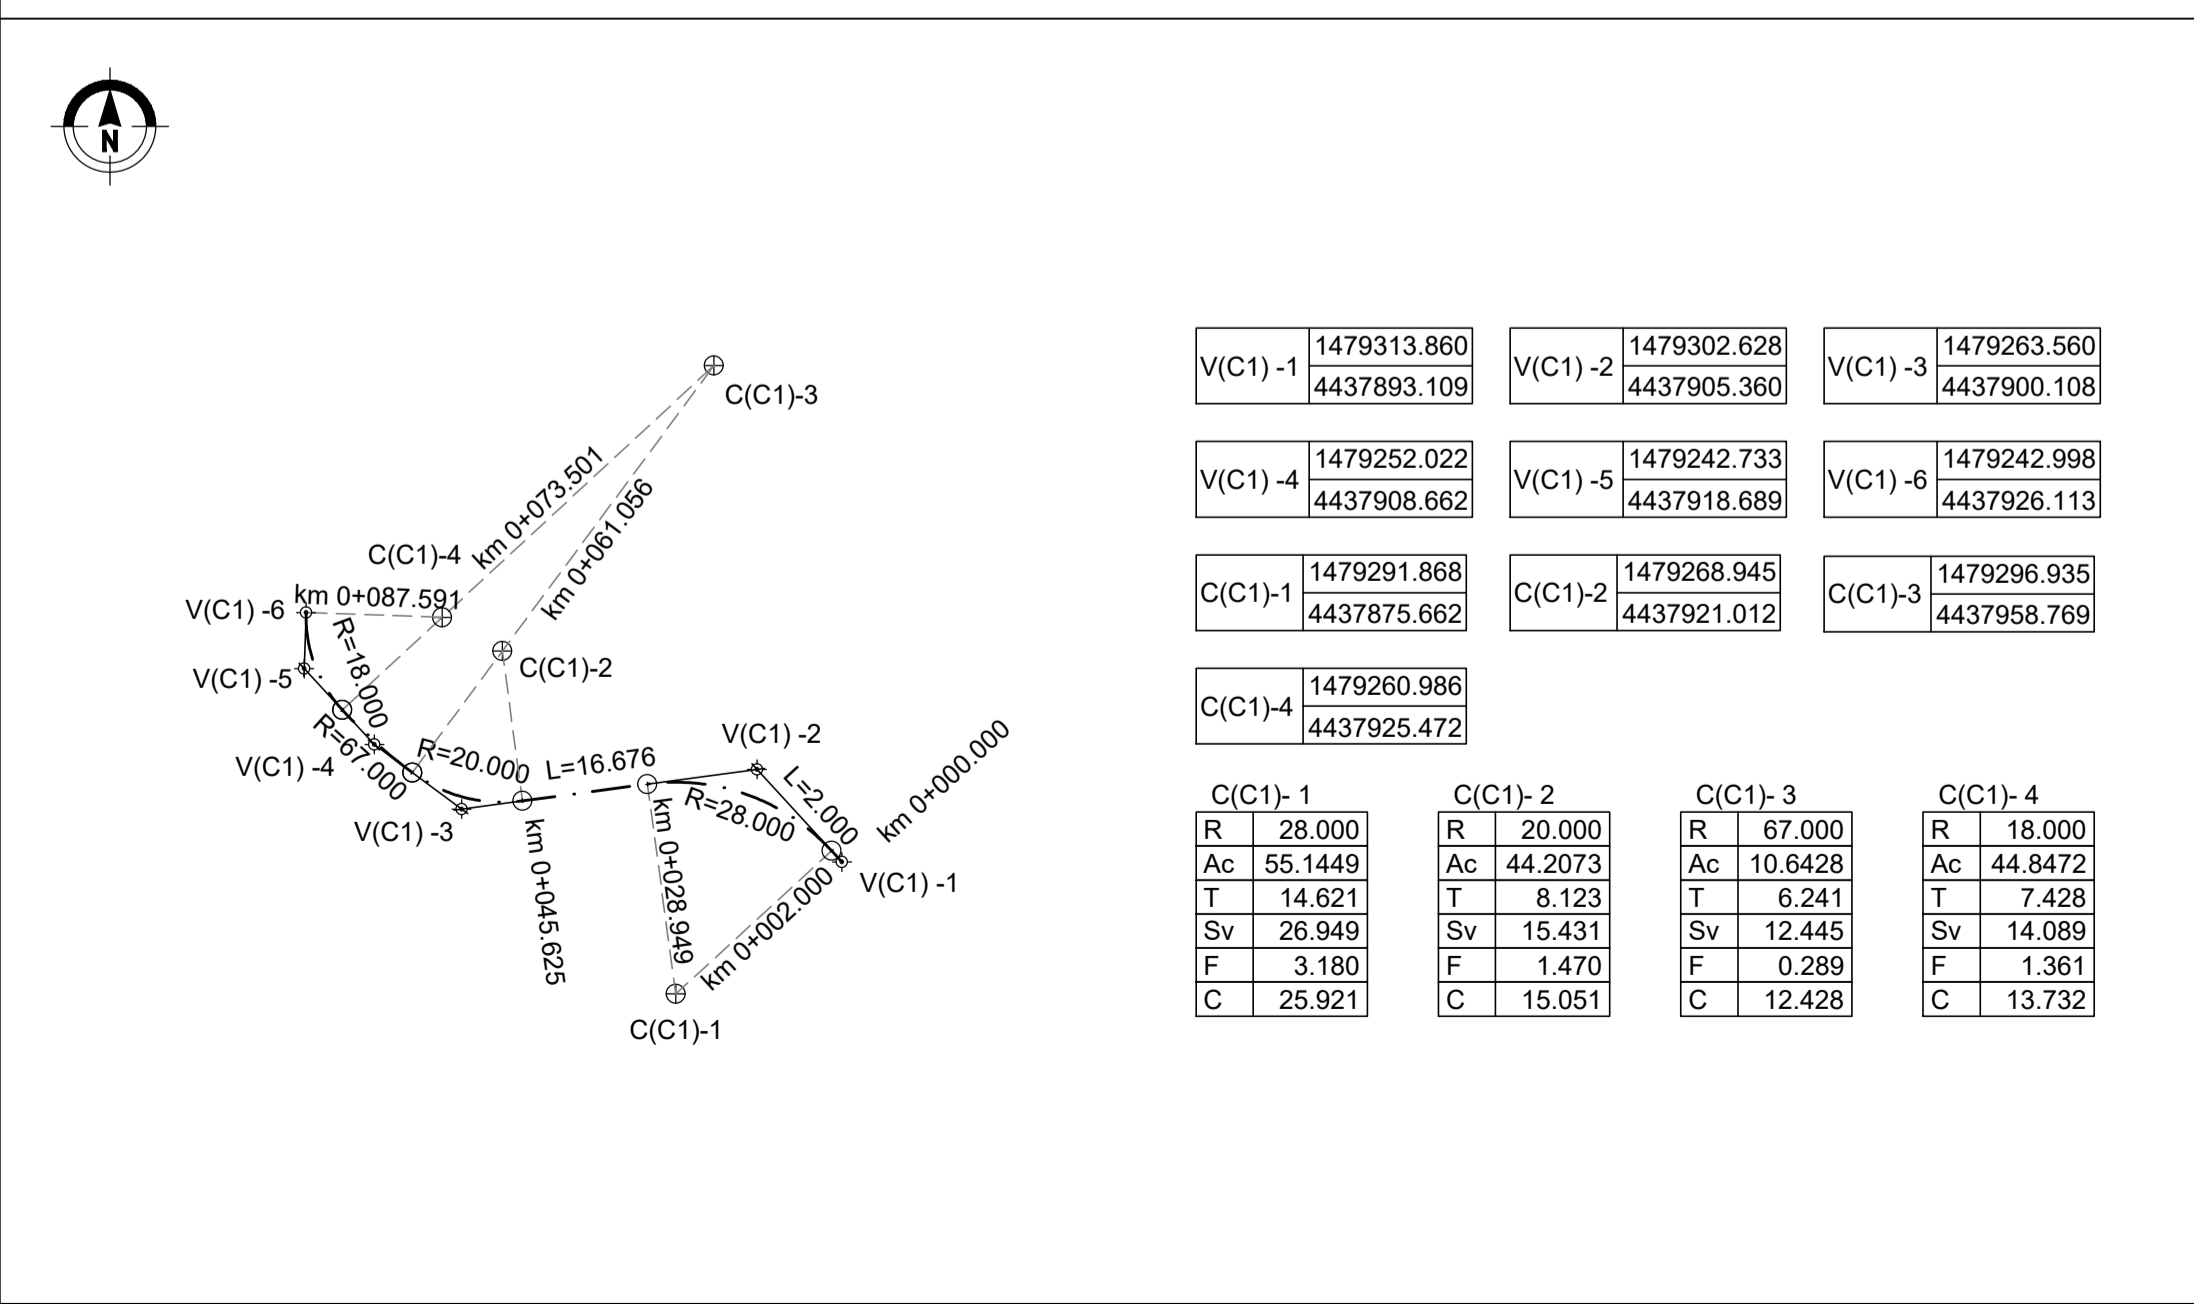 N
C(C1)-3
km 0+073.501
km 0+061.056
C(C1)-4
km 0+087.591
V(C1) -6
R=18.000
C(C1)-2
V(C1) -5
R=67.000
V(C1) -4
R=20.000
L=16.676
V(C1) -2
L=2.000
km 0+000.000
R=28.000
V(C1) -3
km 0+045.625
km 0+028.949
km 0+002.000
V(C1) -1
C(C1)-1
V(C1) -1
1479313.860
4437893.109
V(C1) -2
1479302.628
4437905.360
V(C1) -3
1479263.560
4437900.108
V(C1) -4
1479252.022
4437908.662
V(C1) -5
1479242.733
4437918.689
V(C1) -6
1479242.998
4437926.113
C(C1)-1
1479291.868
4437875.662
C(C1)-2
1479268.945
4437921.012
C(C1)-3
1479296.935
4437958.769
C(C1)-4
1479260.986
4437925.472
C(C1)- 1
R 28.000
Ac 55.1449
T 14.621
Sv 26.949
F 3.180
C 25.921
C(C1)- 2
R 20.000
Ac 44.2073
T 8.123
Sv 15.431
F 1.470
C 15.051
C(C1)- 3
R 67.000
Ac 10.6428
T 6.241
Sv 12.445
F 0.289
C 12.428
C(C1)- 4
R 18.000
Ac 44.8472
T 7.428
Sv 14.089
F 1.361
C 13.732